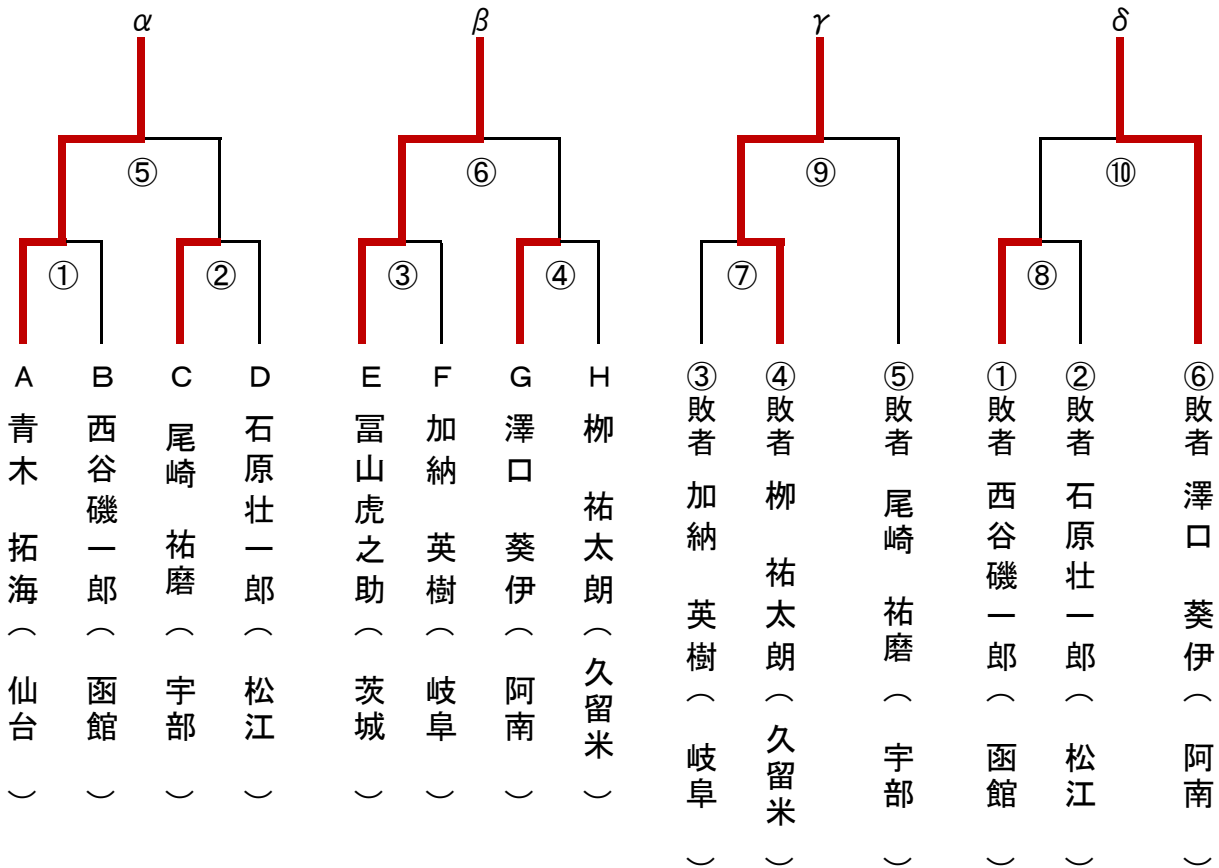 α
β
γ
δ
⑤
⑥
⑨
⑩
①
②
③
④
⑦
⑧
A 青木 拓海(仙台)
B 西谷磯一郎(函館)
C 尾崎 祐磨(宇部)
D 石原壮一郎(松江)
E 冨山虎之助(茨城)
F 加納 英樹(岐阜)
G 澤口 葵伊(阿南)
H 栁 祐太朗(久留米)
③敗者 加納 英樹(岐阜)
④敗者 栁 祐太朗(久留米)
⑤敗者 尾崎 祐磨(宇部)
①敗者 西谷磯一郎(函館)
②敗者 石原壮一郎(松江)
⑥敗者 澤口 葵伊(阿南)